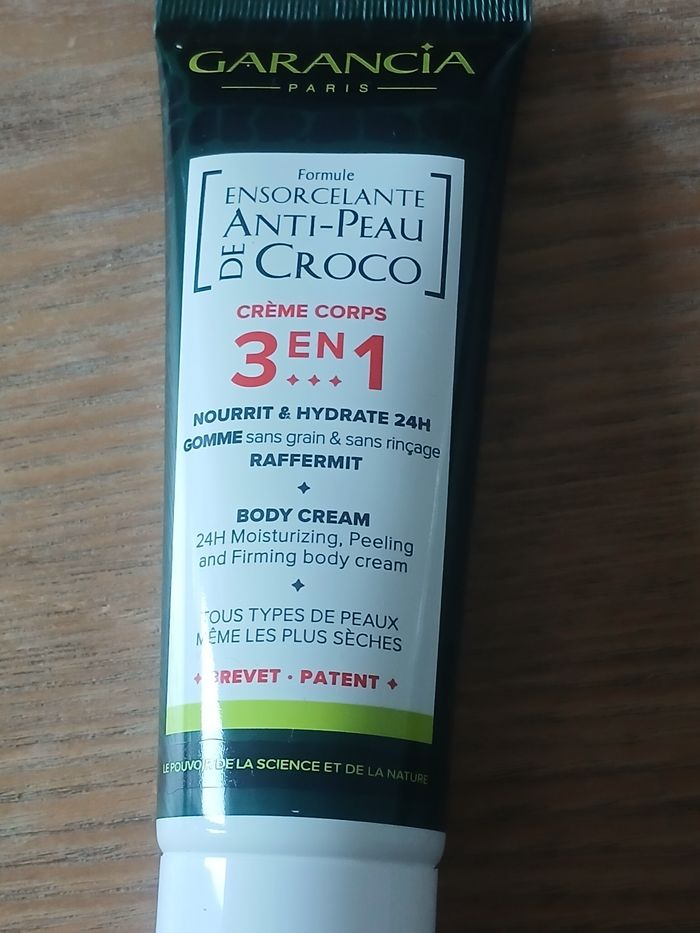 GARANCIA
PARIS
Formule
ENSORCELANTE
ANTI-PEAU
DE CROCO
CRÈME CORPS
3 EN 1
NOURRIT & HYDRATE 24H
GOMME sans grain & sans rinçage
RAFFERMIT
BODY CREAM
24H Moisturizing, Peeling
and Firming body cream
TOUS TYPES DE PEAUX
MÊME LES PLUS SÈCHES
BREVET · PATENT
LE POUVOIR DE LA SCIENCE ET DE LA NATURE